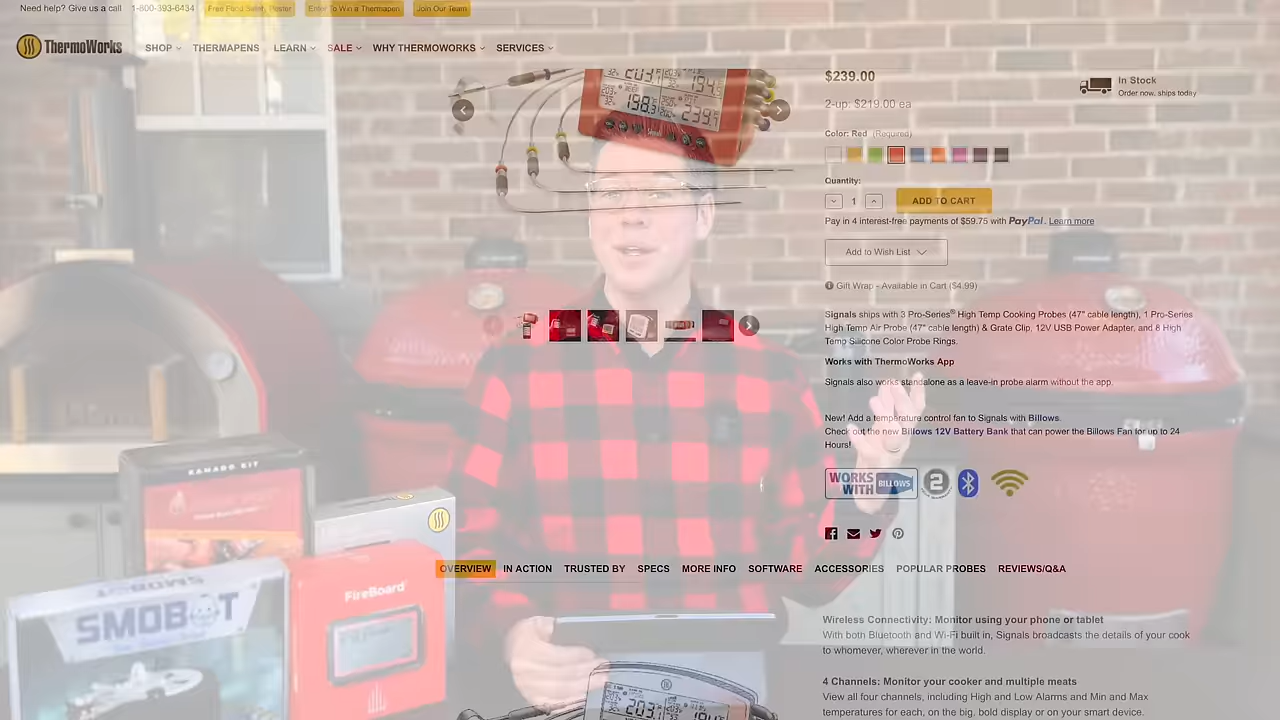 Need help? Give us a call 1-800-393-6434 Free Food Safety Poster Enter To Win a Thermapen Join Our Team
ThermoWorks SHOP THERMAPENS LEARN SALE WHY THERMOWORKS SERVICES
$239.00
In Stock
Order now, ships today
2-up: $219.00 ea
Color: Red (Required)
Quantity:
1 ADD TO CART
Pay in 4 interest-free payments of $59.75 with PayPal. Learn more
Add to Wish List
Gift Wrap - Available in Cart ($4.99)
Signals ships with 3 Pro-Series® High Temp Cooking Probes (47" cable length), 1 Pro-Series
High Temp Air Probe (47" cable length) & Grate Clip, 12V USB Power Adapter, and 8 High
Temp Silicone Color Probe Rings.
Works with ThermoWorks App
Signals also works standalone as a leave-in probe alarm without the app.
New! Add a temperature control fan to Signals with Billows.
Check out the new Billows 12V Battery Bank that can power the Billows Fan for up to 24
Hours!
WORKS WITH BILLOWS 2
OVERVIEW IN ACTION TRUSTED BY SPECS MORE INFO SOFTWARE ACCESSORIES POPULAR PROBES REVIEWS/Q&A
Wireless Connectivity: Monitor using your phone or tablet
With both Bluetooth and Wi-Fi built in, Signals broadcasts the details of your cook
to whomever, wherever in the world.
4 Channels: Monitor your cooker and multiple meats
View all four channels, including High and Low Alarms and Min and Max
temperatures for each, on the big, bold display or on your smart device.
KAMADO KIT
SMOBOT
SMOBOT
FireBoard